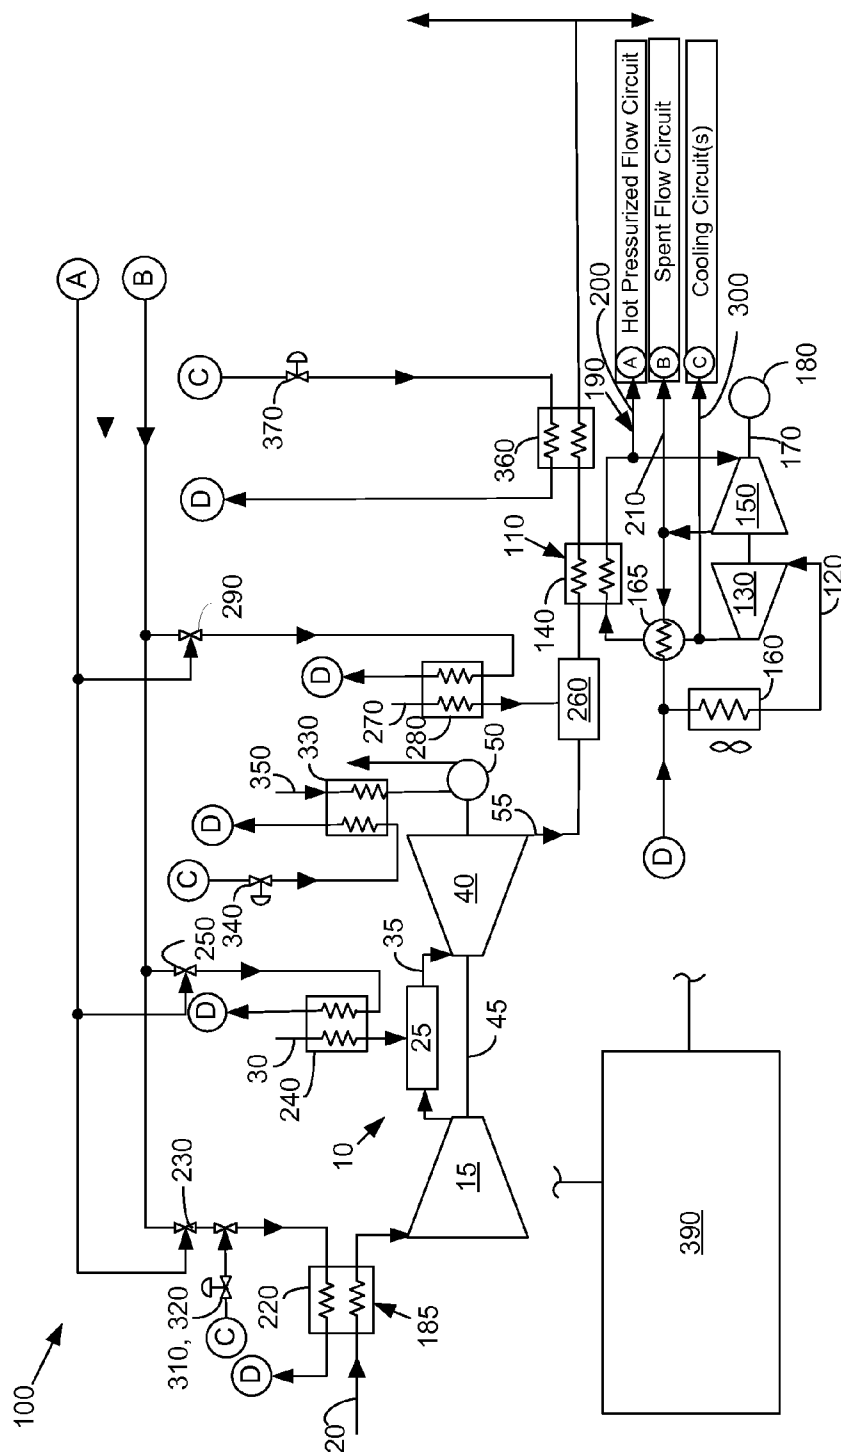 100
A
B
D
C
310, 320
230
250
290
C
D
C
D
220
D
340
370
30
350
240
330
D
20
10
270
280
35
185
25
15
45
40
50
360
55
110
140
260
190
200
A Hot Pressurized Flow Circuit
165
210
B Spent Flow Circuit
D
C Cooling Circuit(s)
390
130
150
300
160
170
180
120